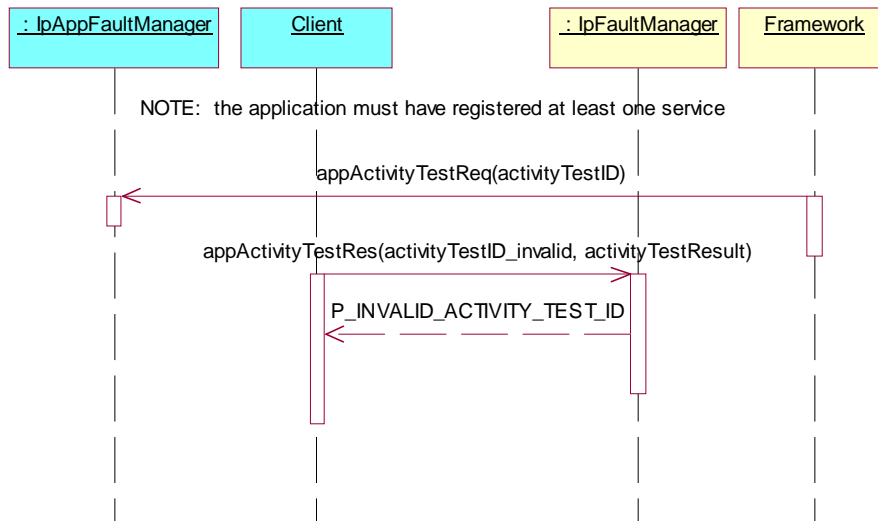 : IpAppFaultManager
Client
: IpFaultManager
Framework
NOTE: the application must have registered at least one service
appActivityTestReq(activityTestID)
appActivityTestRes(activityTestID_invalid, activityTestResult)
P_INVALID_ACTIVITY_TEST_ID